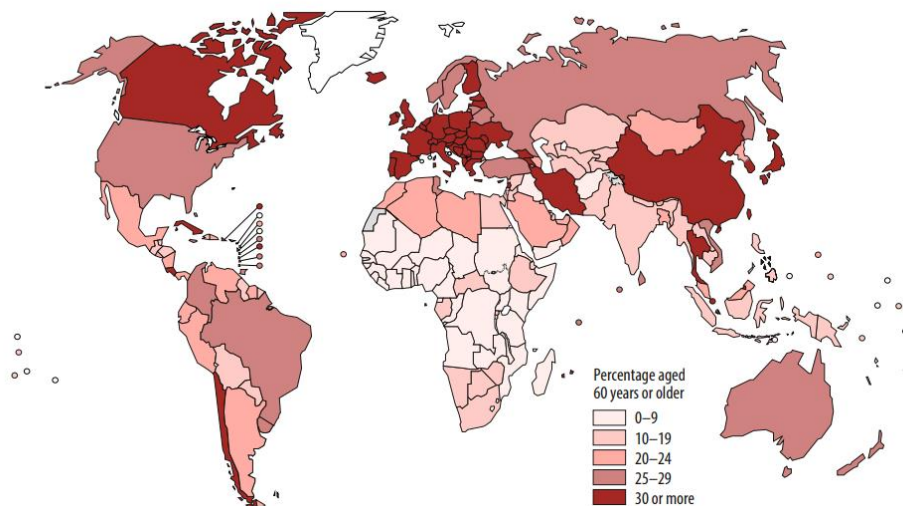 Percentage aged
60 years or older
0–9
10–19
20–24
25–29
30 or more